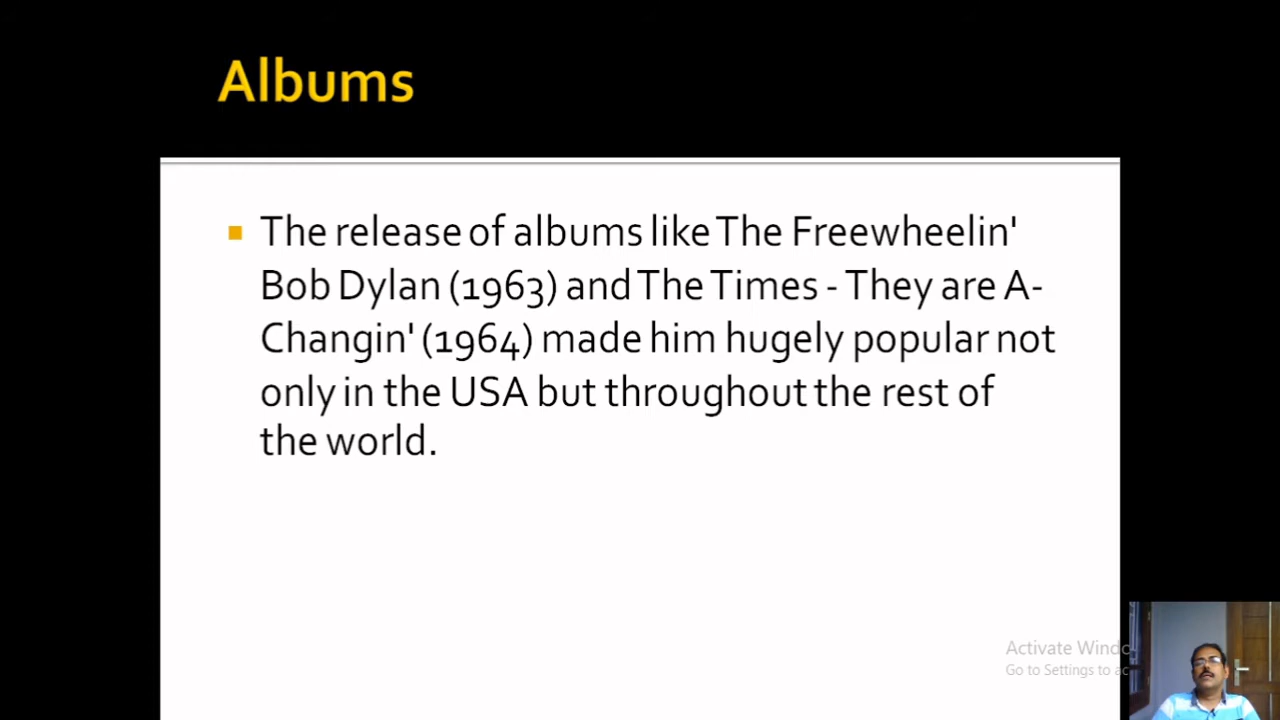 Albums
The release of albums like The Freewheelin'
Bob Dylan (1963) and The Times - They are A-
Changin' (1964) made him hugely popular not
only in the USA but throughout the rest of
the world.
Activate Windo
Go to Settings to ac